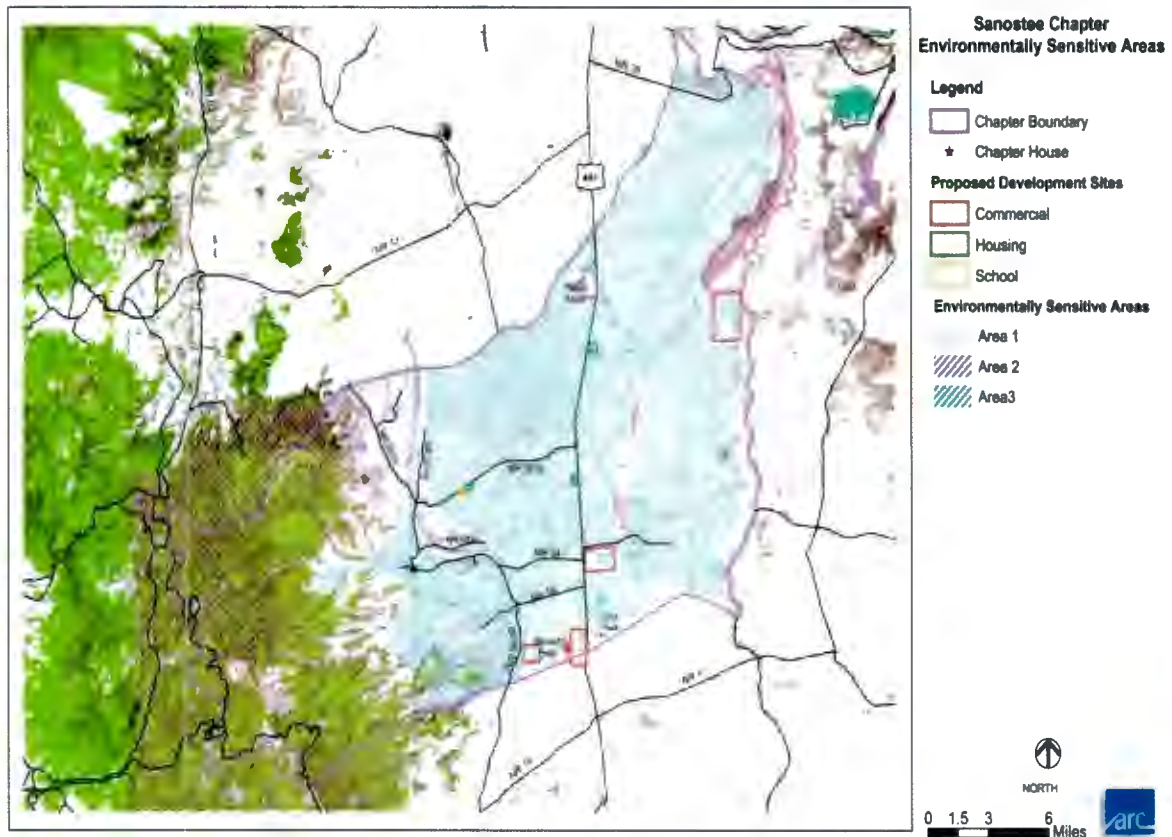 Sanostee Chapter
Environmentally Sensitive Areas
Legend
Chapter Boundary
Chapter House
Proposed Development Sites
Commercial
Housing
School
Environmentally Sensitive Areas
Area 1
Area 2
Area3
NORTH
0 1.5 3 6
Miles
arc